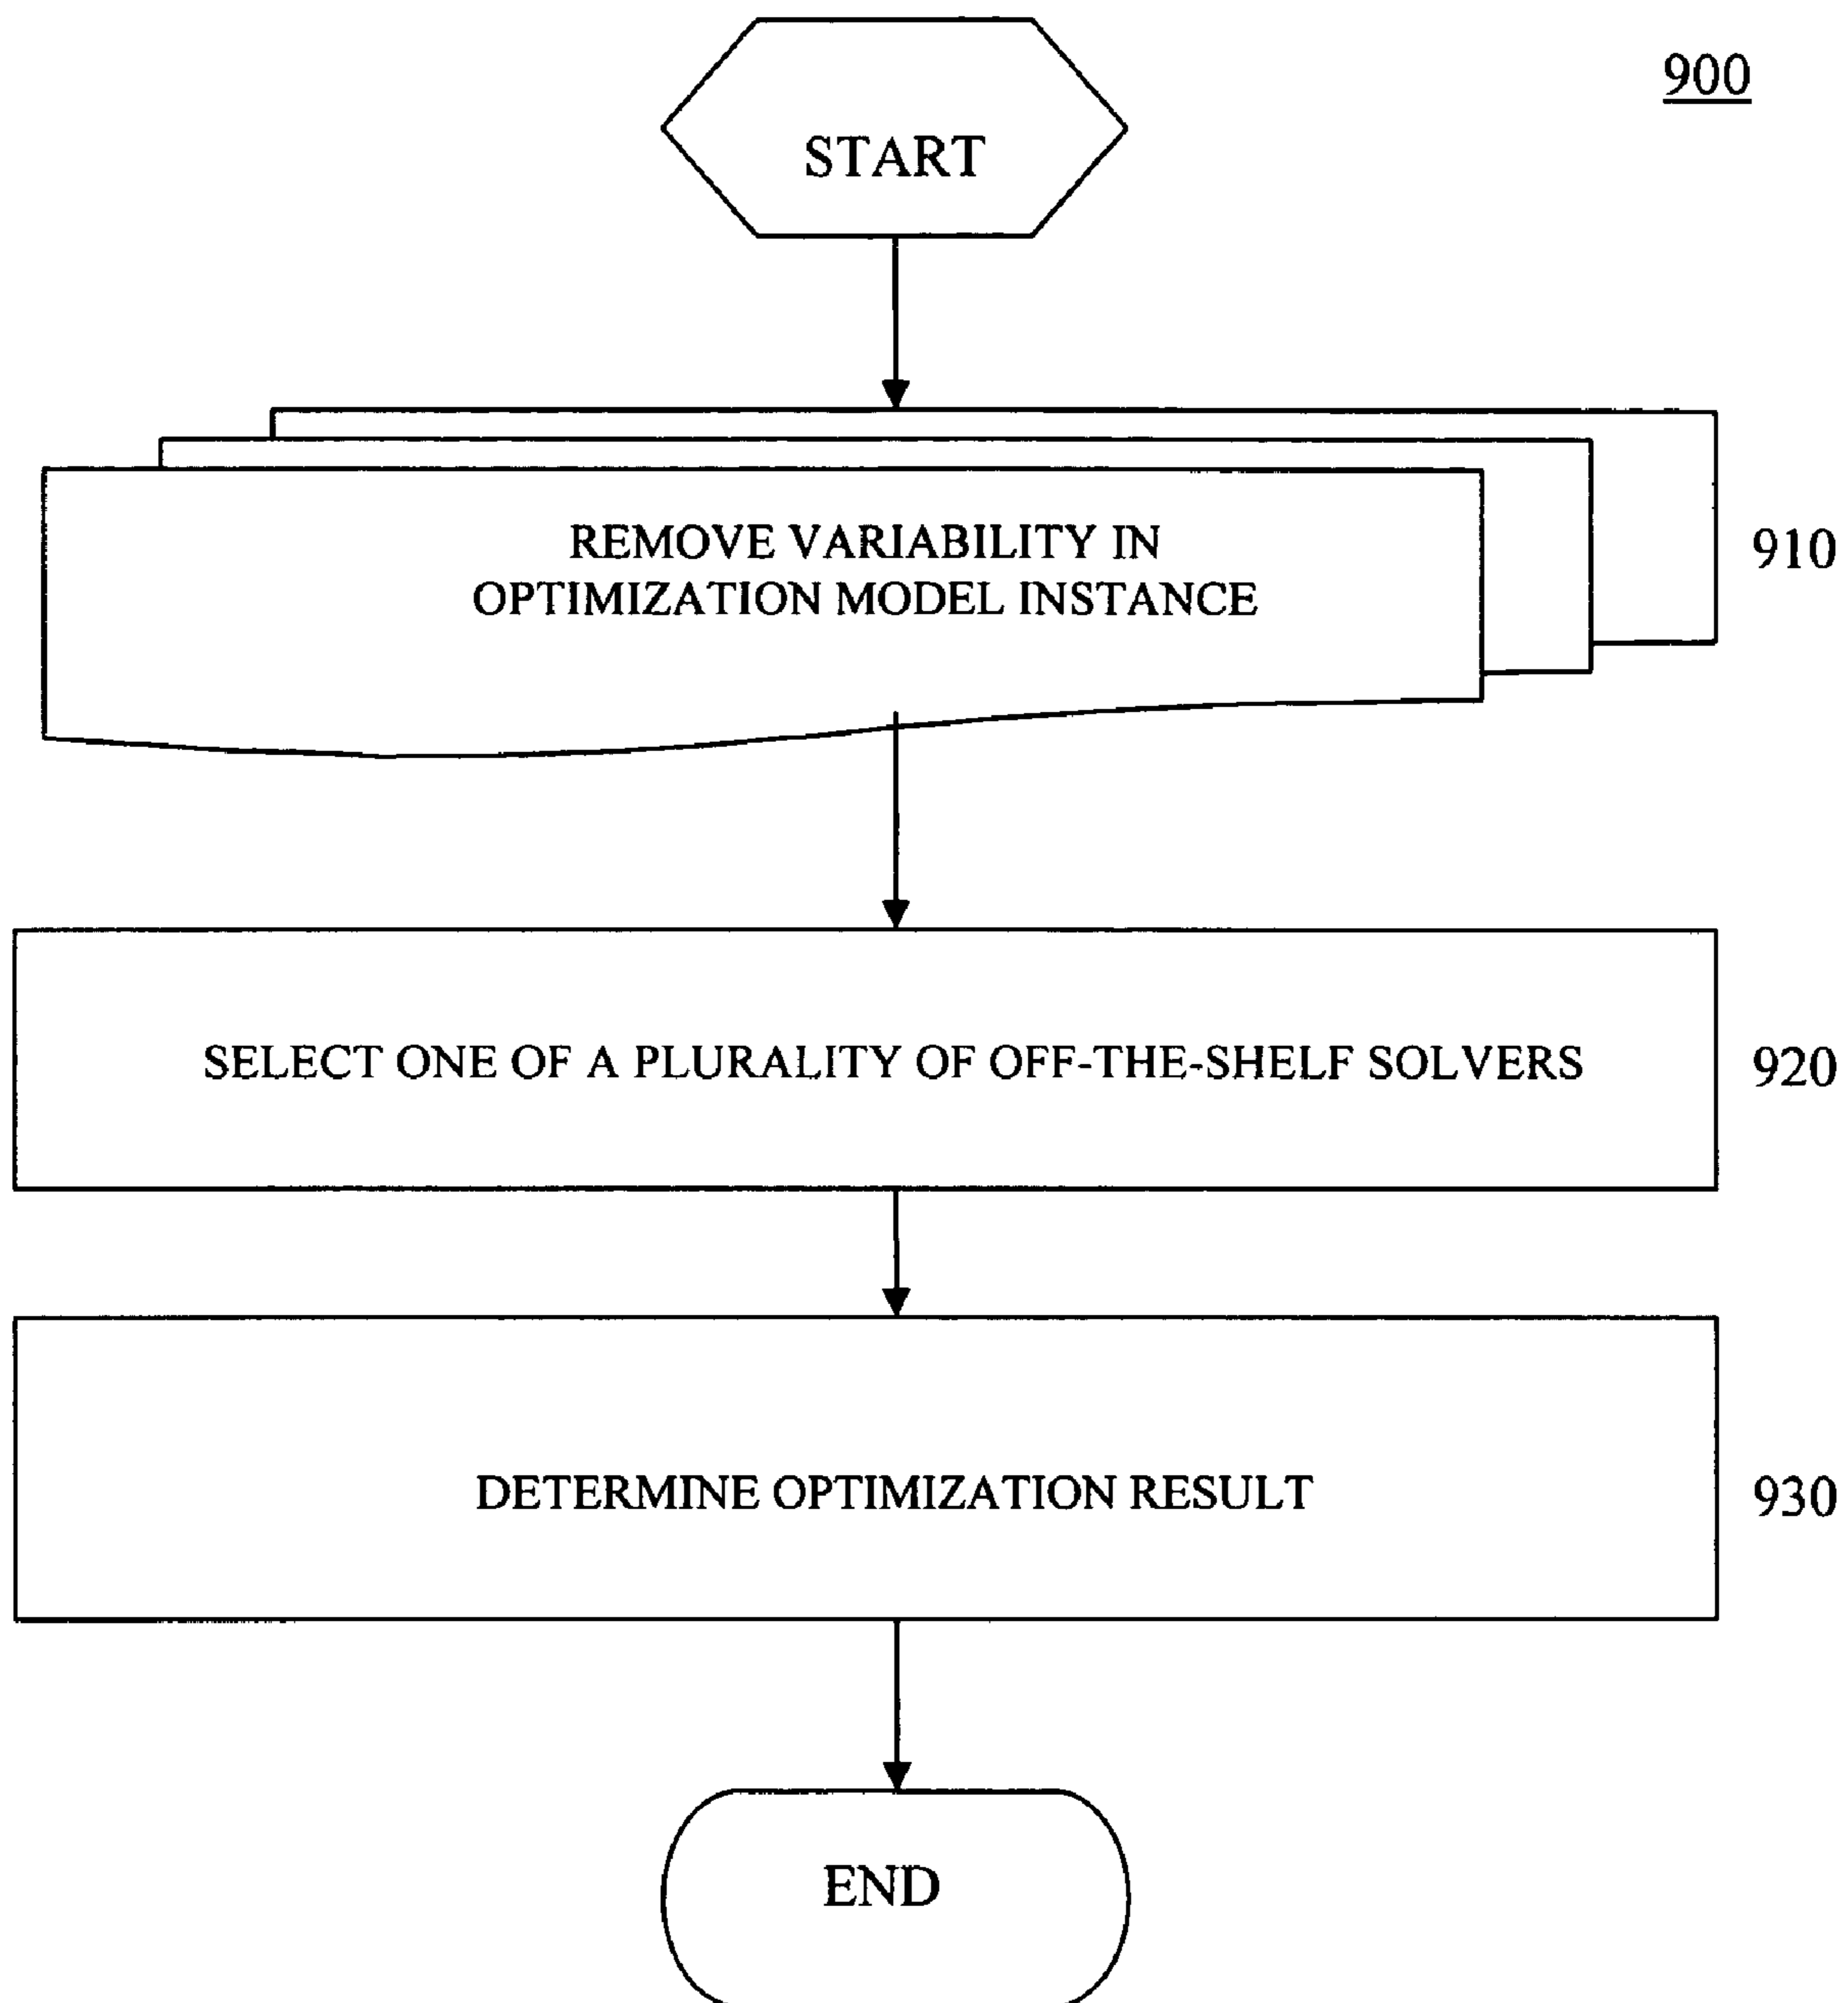 900
START
REMOVE VARIABILITY IN
OPTIMIZATION MODEL INSTANCE
910
SELECT ONE OF A PLURALITY OF OFF-THE-SHELF SOLVERS
920
DETERMINE OPTIMIZATION RESULT
930
END